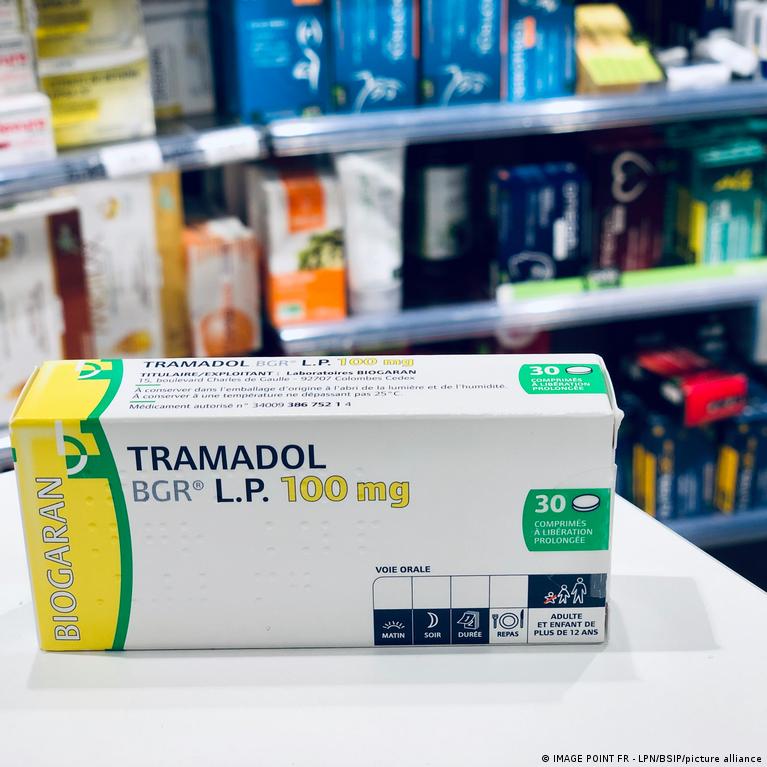 TRAMADOL BGR® L.P. 100 mg
TITULAIRE/EXPLOITANT : Laboratoires BIOGARAN
15, boulevard Charles de Gaulle - 92707 Colombes Cedex
À conserver dans l'emballage d'origine à l'abri de la lumière et de l'humidité.
À conserver à une température ne dépassant pas 25°C.
Médicament autorisé n° 34009 386 752 1 4
30
COMPRIMÉS
À LIBÉRATION
PROLONGÉE
BIOGARAN
TRAMADOL
BGR® L.P. 100 mg
30
COMPRIMÉS
À LIBÉRATION
PROLONGÉE
VOIE ORALE
MATIN
SOIR
DURÉE
REPAS
ADULTE
ET ENFANT DE
PLUS DE 12 ANS
© IMAGE POINT FR - LPN/BSIP/picture alliance